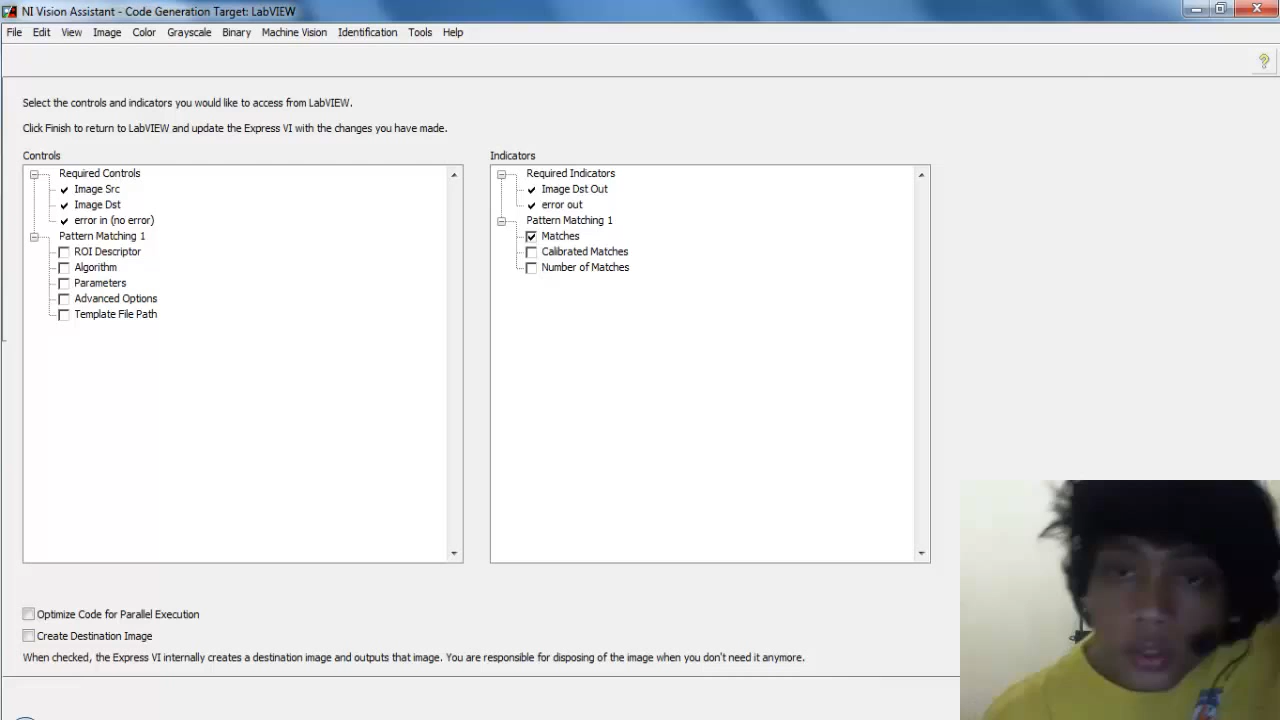 NI Vision Assistant - Code Generation Target: LabVIEW
File Edit View Image Color Grayscale Binary Machine Vision Identification Tools Help
Select the controls and indicators you would like to access from LabVIEW.
Click Finish to return to LabVIEW and update the Express VI with the changes you have made.
Controls
Required Controls
Image Src
Image Dst
error in (no error)
Pattern Matching 1
ROI Descriptor
Algorithm
Parameters
Advanced Options
Template File Path
Indicators
Required Indicators
Image Dst Out
error out
Pattern Matching 1
Matches
Calibrated Matches
Number of Matches
Optimize Code for Parallel Execution
Create Destination Image
When checked, the Express VI internally creates a destination image and outputs that image. You are responsible for disposing of the image when you don't need it anymore.